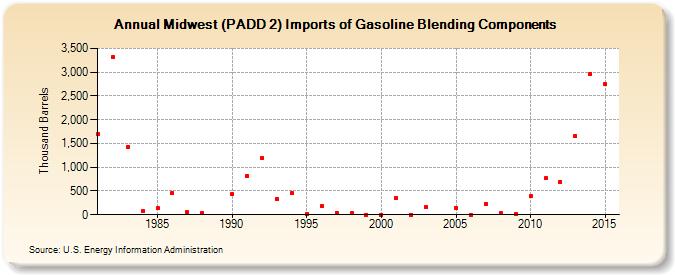 Annual Midwest (PADD 2) Imports of Gasoline Blending Components
Thousand Barrels
3,500
3,000
2,500
2,000
1,500
1,000
500
0
1985 1990 1995 2000 2005 2010 2015
Source: U.S. Energy Information Administration